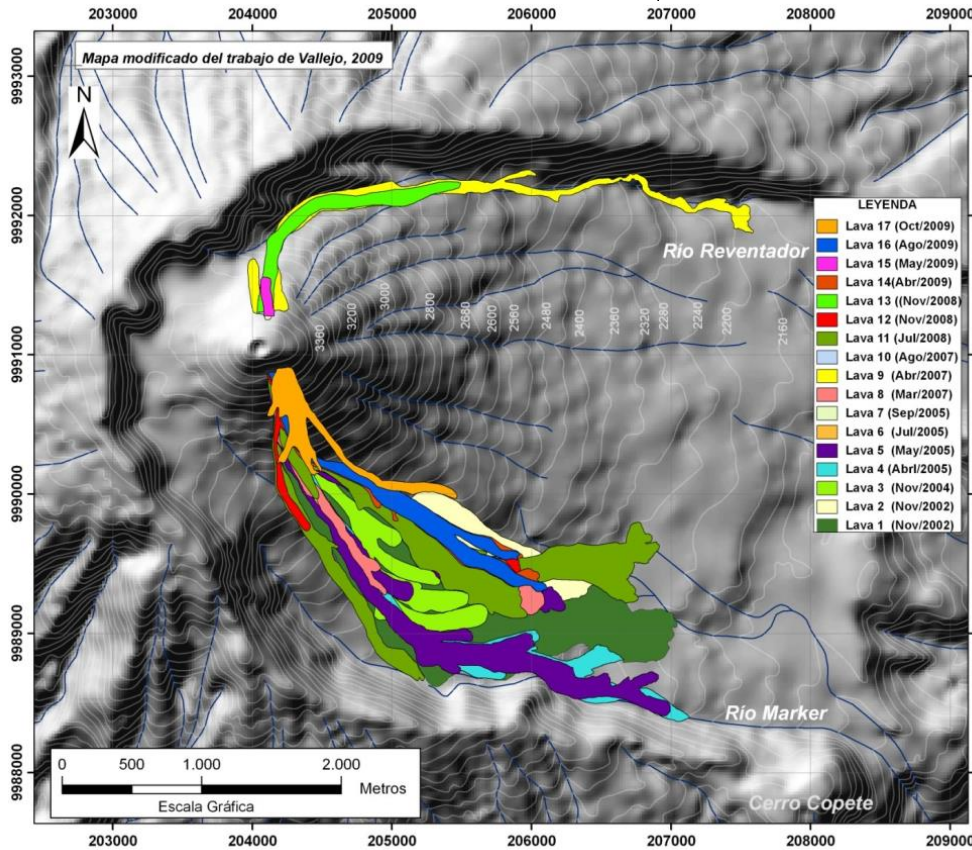 203000 204000 205000 206000 207000 208000 209000
Mapa modificado del trabajo de Vallejo, 2009
N
9993000
9992000
9991000
9990000
9989000
9988000
9993000
9992000
9991000
9990000
9989000
9988000
Río Reventador
3360 3200 3000 2800 2680 2600 2560 2480 2400 2320 2280 2240 2200 2160
LEYENDA
Lava 17 (Oct/2009)
Lava 16 (Ago/2009)
Lava 15 (May/2009)
Lava 14(Abr/2009)
Lava 13 ((Nov/2008)
Lava 12 (Nov/2008)
Lava 11 (Jul/2008)
Lava 10 (Ago/2007)
Lava 9 (Abr/2007)
Lava 8 (Mar/2007)
Lava 7 (Sep/2005)
Lava 6 (Jul/2005)
Lava 5 (May/2005)
Lava 4 (Abrl/2005)
Lava 3 (Nov/2004)
Lava 2 (Nov/2002)
Lava 1 (Nov/2002)
Río Marker
Cerro Copete
0 500 1.000 2.000
Metros
Escala Gráfica
203000 204000 205000 206000 207000 208000 209000